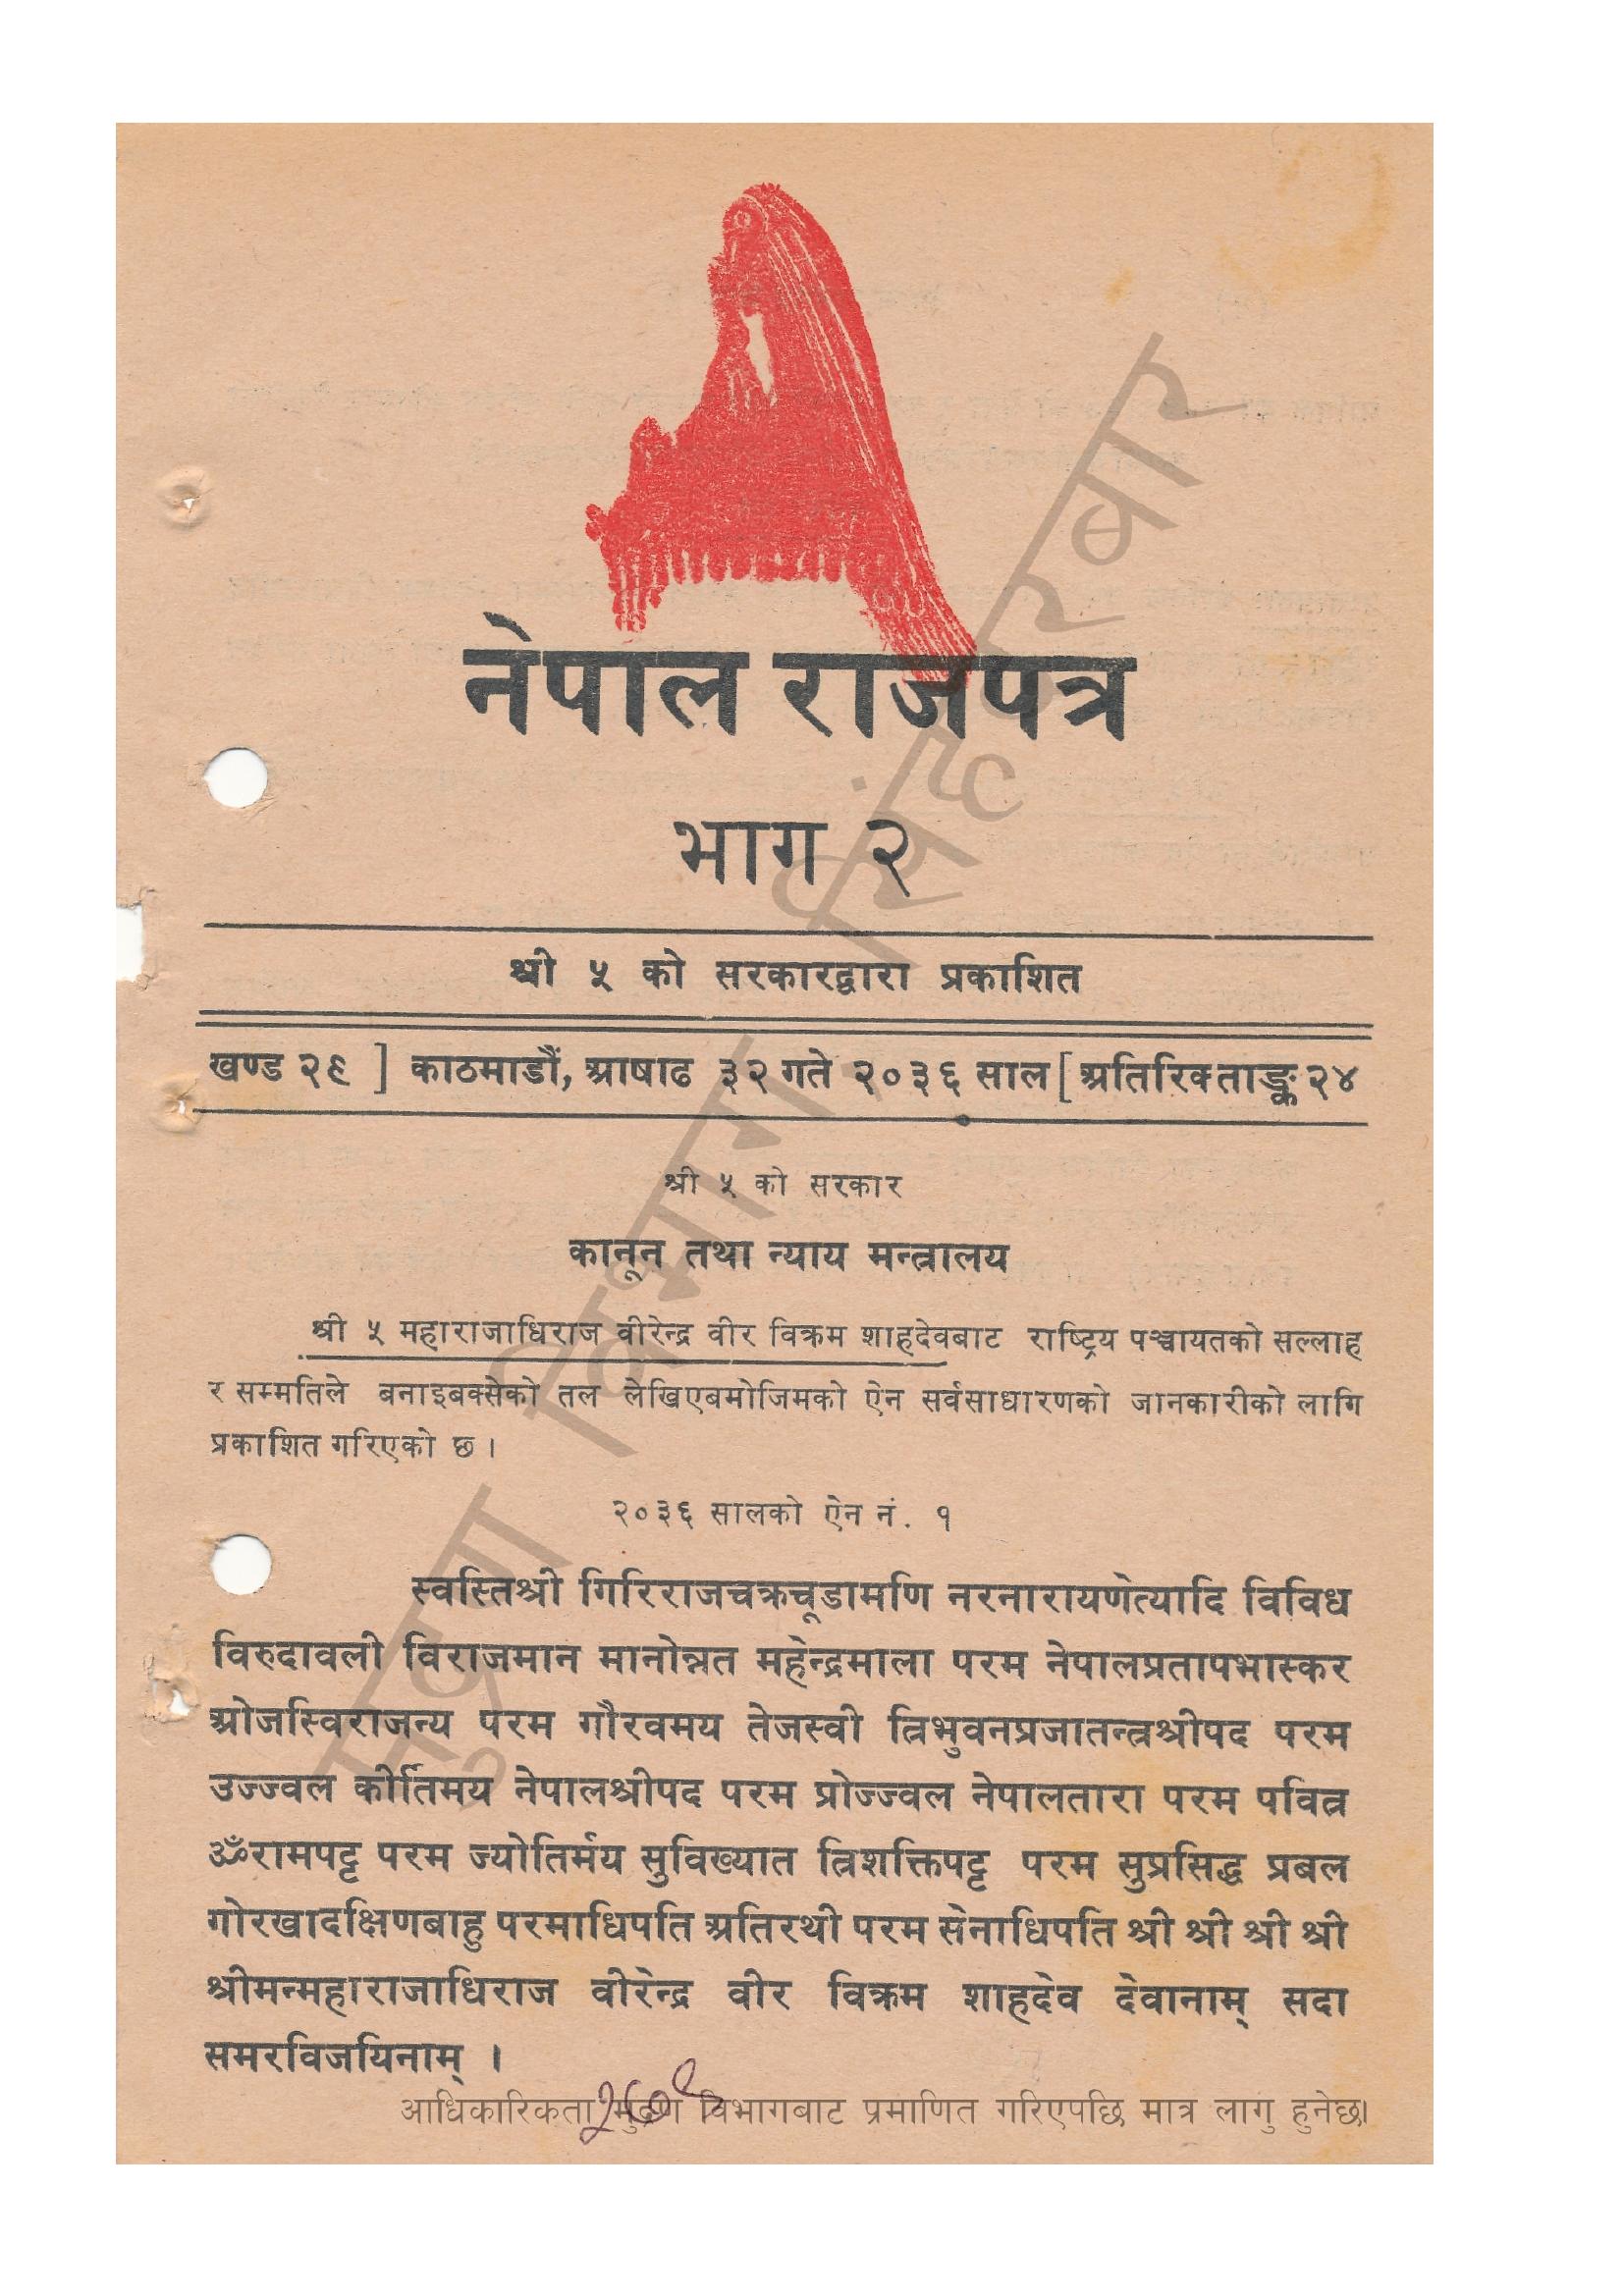 नेपाल राजपत्र
भाग २
श्री ५ को सरकारद्वारा प्रकाशित
खण्ड २९ ] काठमाडौं, आषाढ ३२ गते २०३६ साल [ अतिरिक्ताङ्क २४
श्री ५ को सरकार
कानून तथा न्याय मन्त्रालय
श्री ५ महाराजाधिराज वीरेन्द्र वीर विक्रम शाहदेवबाट राष्ट्रिय पञ्चायतको सल्लाह
र सम्मतिले बनाइबक्सेको तल लेखिएबमोजिमको ऐन सर्वसाधारणको जानकारीको लागि
प्रकाशित गरिएको छ ।
२०३६ सालको ऐन नं. १
स्वस्तिश्री गिरिराजचक्रचूडामणि नरनारायणेत्यादि विविध
विरुदावली विराजमान मानोन्नत महेन्द्रमाला परम नेपालप्रतापभास्कर
ओजस्विराजन्य परम गौरवमय तेजस्वी त्रिभुवनप्रजातन्त्रश्रीपद परम
उज्ज्वल कीर्तिमय नेपालश्रीपद परम प्रोज्ज्वल नेपालतारा परम पवित्र
ॐरामपट्ट परम ज्योतिर्मय सुविख्यात त्रिशक्तिपट्ट परम सुप्रसिद्ध प्रबल
गोरखादक्षिणबाहु परमाधिपति अतिरथी परम सेनाधिपति श्री श्री श्री श्री
श्रीमन्महाराजाधिराज वीरेन्द्र वीर विक्रम शाहदेव देवानाम् सदा
समरविजयिनाम् ।
आधिकारिकता मुद्रण विभागबाट प्रमाणित गरिएपछि मात्र लागु हुनेछ।
मुद्रण विभाग, सिंहदरबार